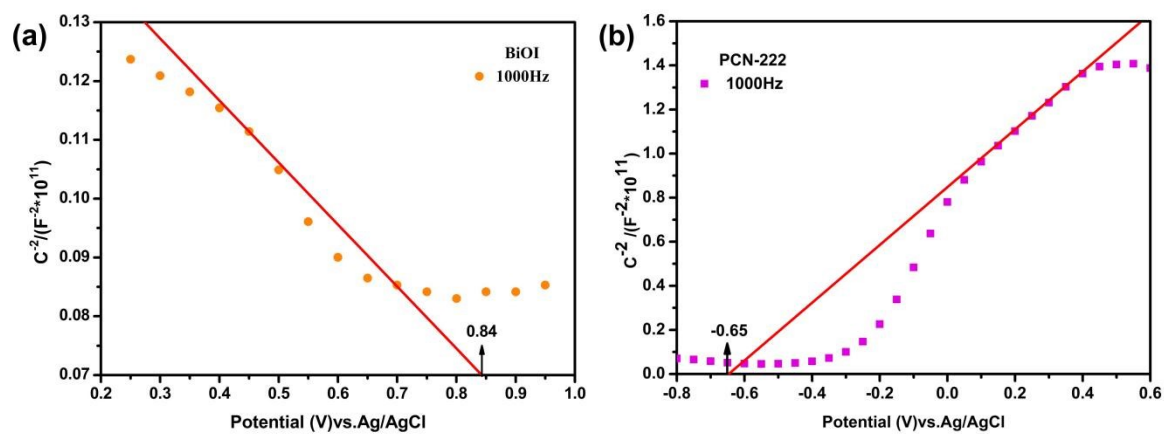 (a)
BiOI
1000Hz
0.84
C⁻²/(F⁻²*10¹¹)
0.13
0.12
0.11
0.10
0.09
0.08
0.07
0.2 0.3 0.4 0.5 0.6 0.7 0.8 0.9 1.0
Potential (V)vs.Ag/AgCl
(b)
PCN-222
1000Hz
-0.65
C⁻² /(F⁻²*10¹¹)
1.6
1.4
1.2
1.0
0.8
0.6
0.4
0.2
0.0
-0.8 -0.6 -0.4 -0.2 0.0 0.2 0.4 0.6
Potential (V)vs.Ag/AgCl